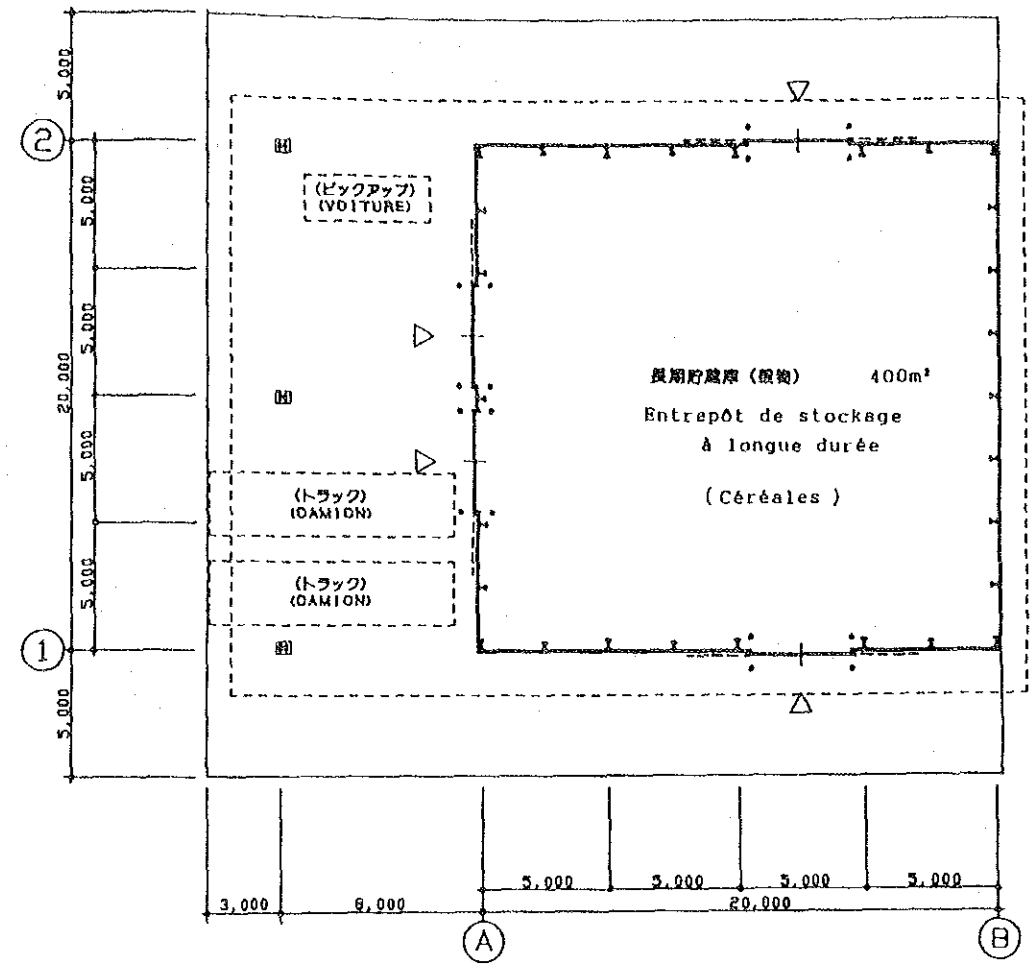 5,000
2
5,000
(ピックアップ)
(VOITURE)
5,000
20,000
長期貯蔵庫(穀物) 400m²
Entrepôt de stockage
à longue durée
(Céréales)
5,000
(トラック)
(CAMION)
5,000
(トラック)
(CAMION)
1
5,000
5,000 5,000 5,000 5,000
3,000 8,000 20,000
A B